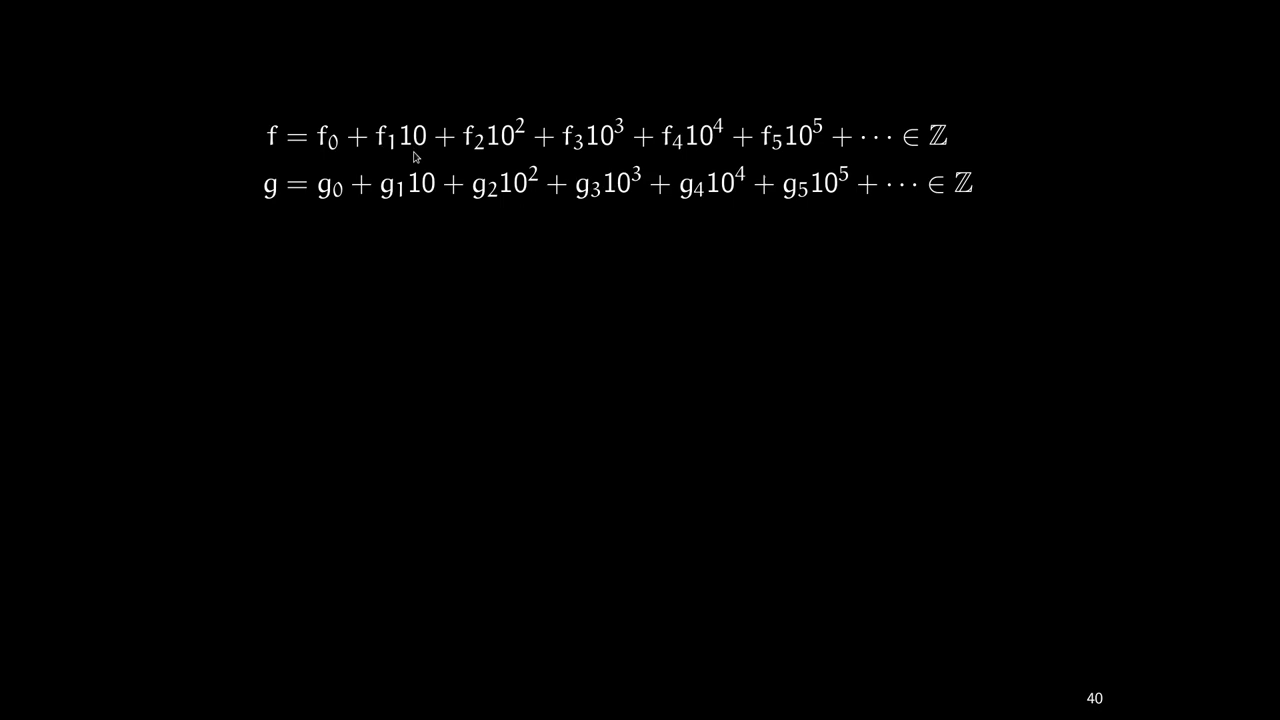 f = f₀ + f₁10 + f₂10² + f₃10³ + f₄10⁴ + f₅10⁵ + ⋯ ∈ ℤ
g = g₀ + g₁10 + g₂10² + g₃10³ + g₄10⁴ + g₅10⁵ + ⋯ ∈ ℤ
40